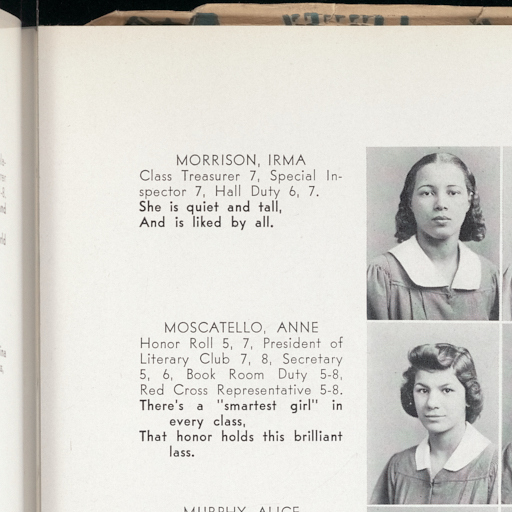 MORRISON, IRMA
Class Treasurer 7, Special In-
spector 7, Hall Duty 6, 7.
She is quiet and tall,
And is liked by all.
MOSCATELLO, ANNE
Honor Roll 5, 7, President of
Literary Club 7, 8, Secretary
5, 6, Book Room Duty 5-8,
Red Cross Representative 5-8.
There's a "smartest girl" in
every class,
That honor holds this brilliant
lass.
MURPHY, ALICE